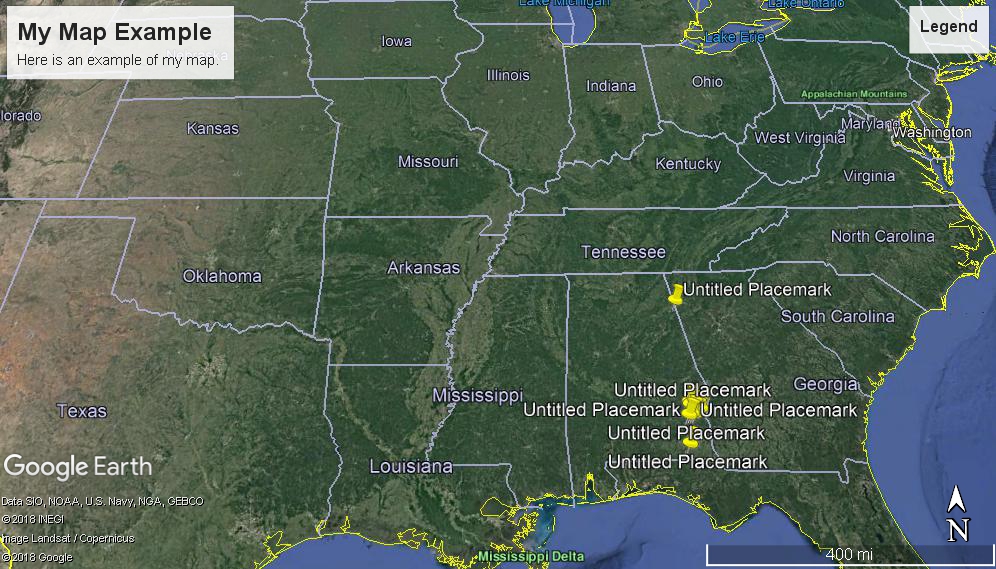 My Map Example
Here is an example of my map.
Legend
Lake Michigan
Lake Ontario
Lake Erie
Iowa
Illinois
Indiana
Ohio
Appalachian Mountains
Maryland
Washington
West Virginia
Kansas
Missouri
Kentucky
Virginia
Tennessee
North Carolina
Oklahoma
Arkansas
Untitled Placemark
South Carolina
Texas
Mississippi
Georgia
Untitled Placemark
Untitled Placemark
Untitled Placemark
Untitled Placemark
Untitled Placemark
Louisiana
Google Earth
Data SIO, NOAA, U.S. Navy, NGA, GEBCO
©2018 INEGI
Image Landsat / Copernicus
©2018 Google
Mississippi Delta
N
400 mi